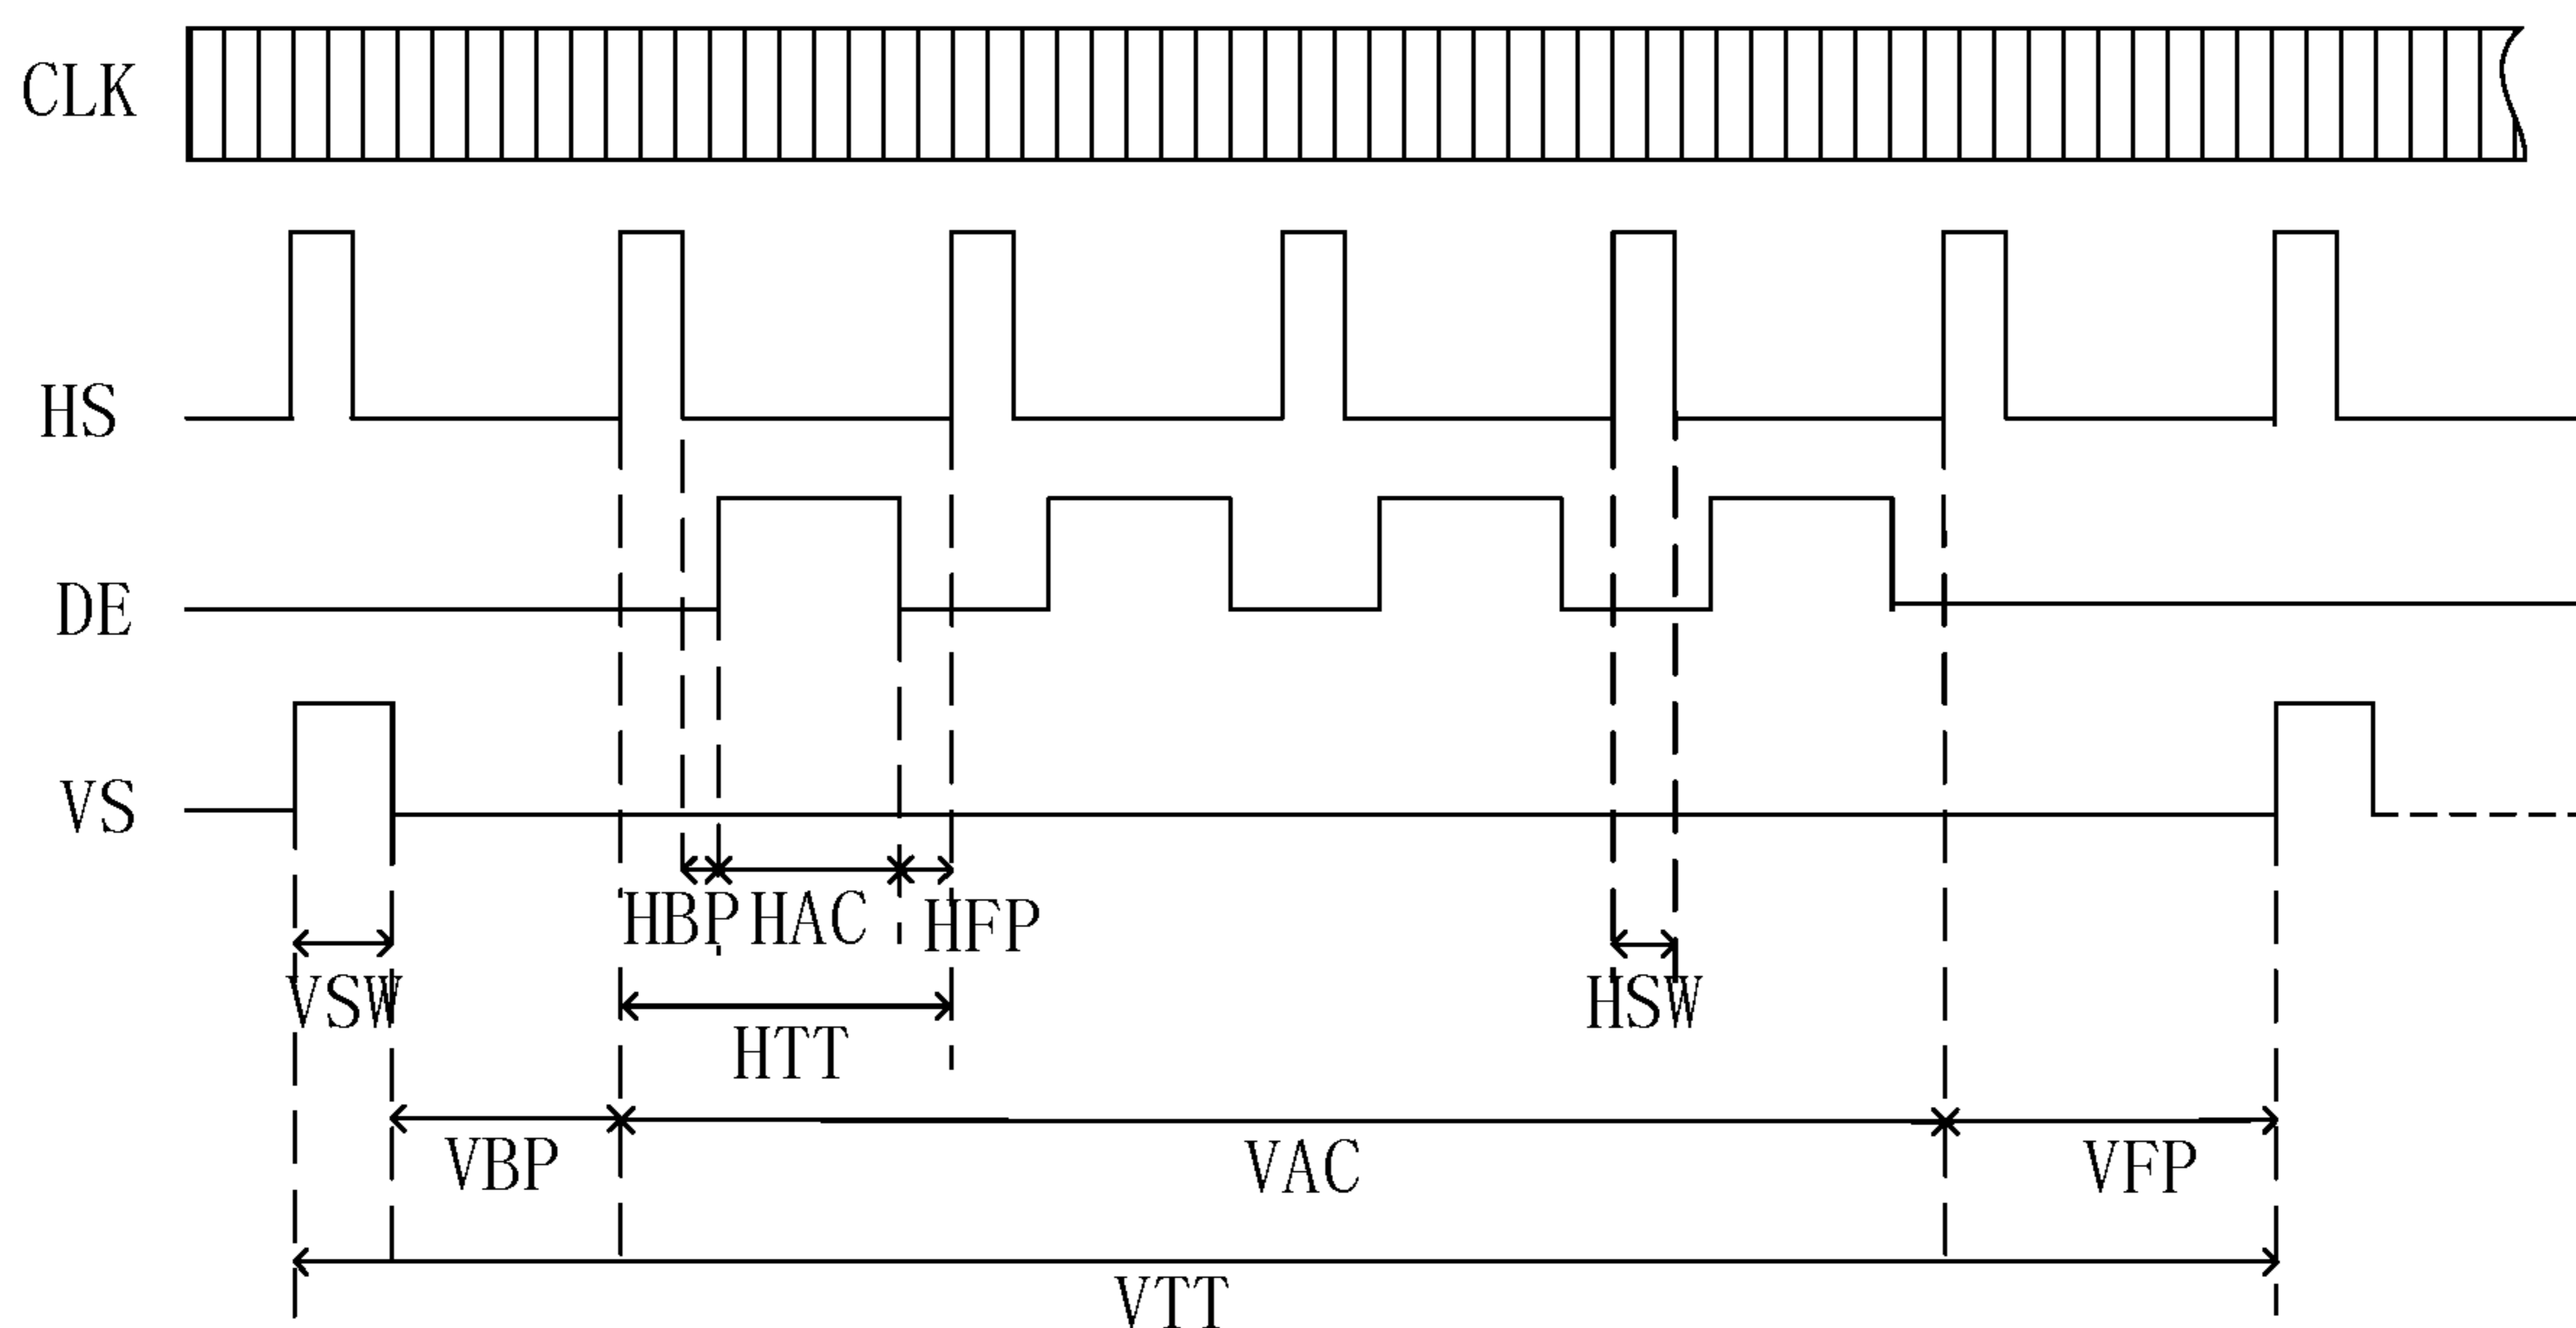 CLK
HS
DE
VS
HBP HAC HFP
VSW HSW
HTT
VBP VAC VFP
VTT